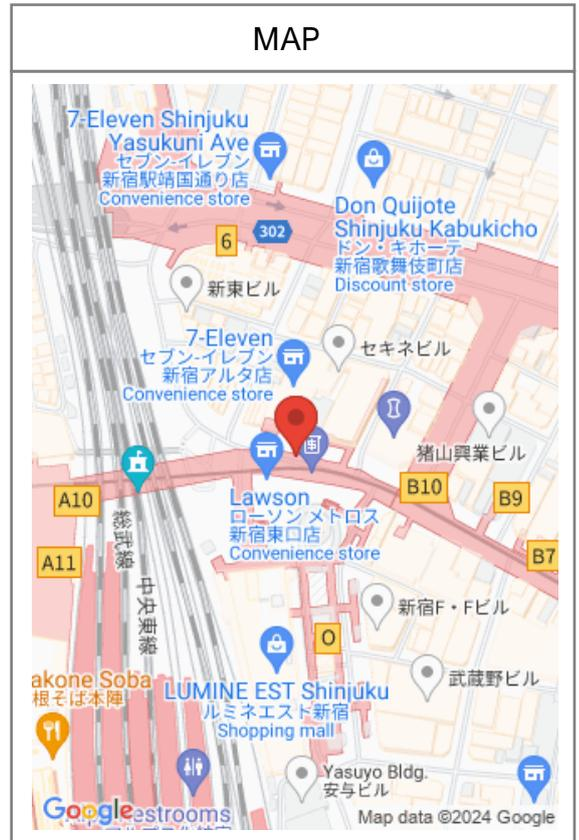 MAP
7-Eleven Shinjuku
Yasukuni Ave
セブン-イレブン
新宿駅靖国通り店
Convenience store
Don Quijote
Shinjuku Kabukicho
ドン・キホーテ
新宿歌舞伎町店
Discount store
302
6
新東ビル
7-Eleven
セブン-イレブン
新宿アルタ店
Convenience store
セキネビル
猪山興業ビル
B10
B9
A10
Lawson
ローソン メトロス
新宿東口店
Convenience store
B7
A11
総武線
中央東線
新宿F・Fビル
O
akone Soba
根そば本陣
LUMINE EST Shinjuku
ルミネエスト新宿
Shopping mall
武蔵野ビル
Yasuyo Bldg.
安与ビル
Google
estrooms
Map data ©2024 Google